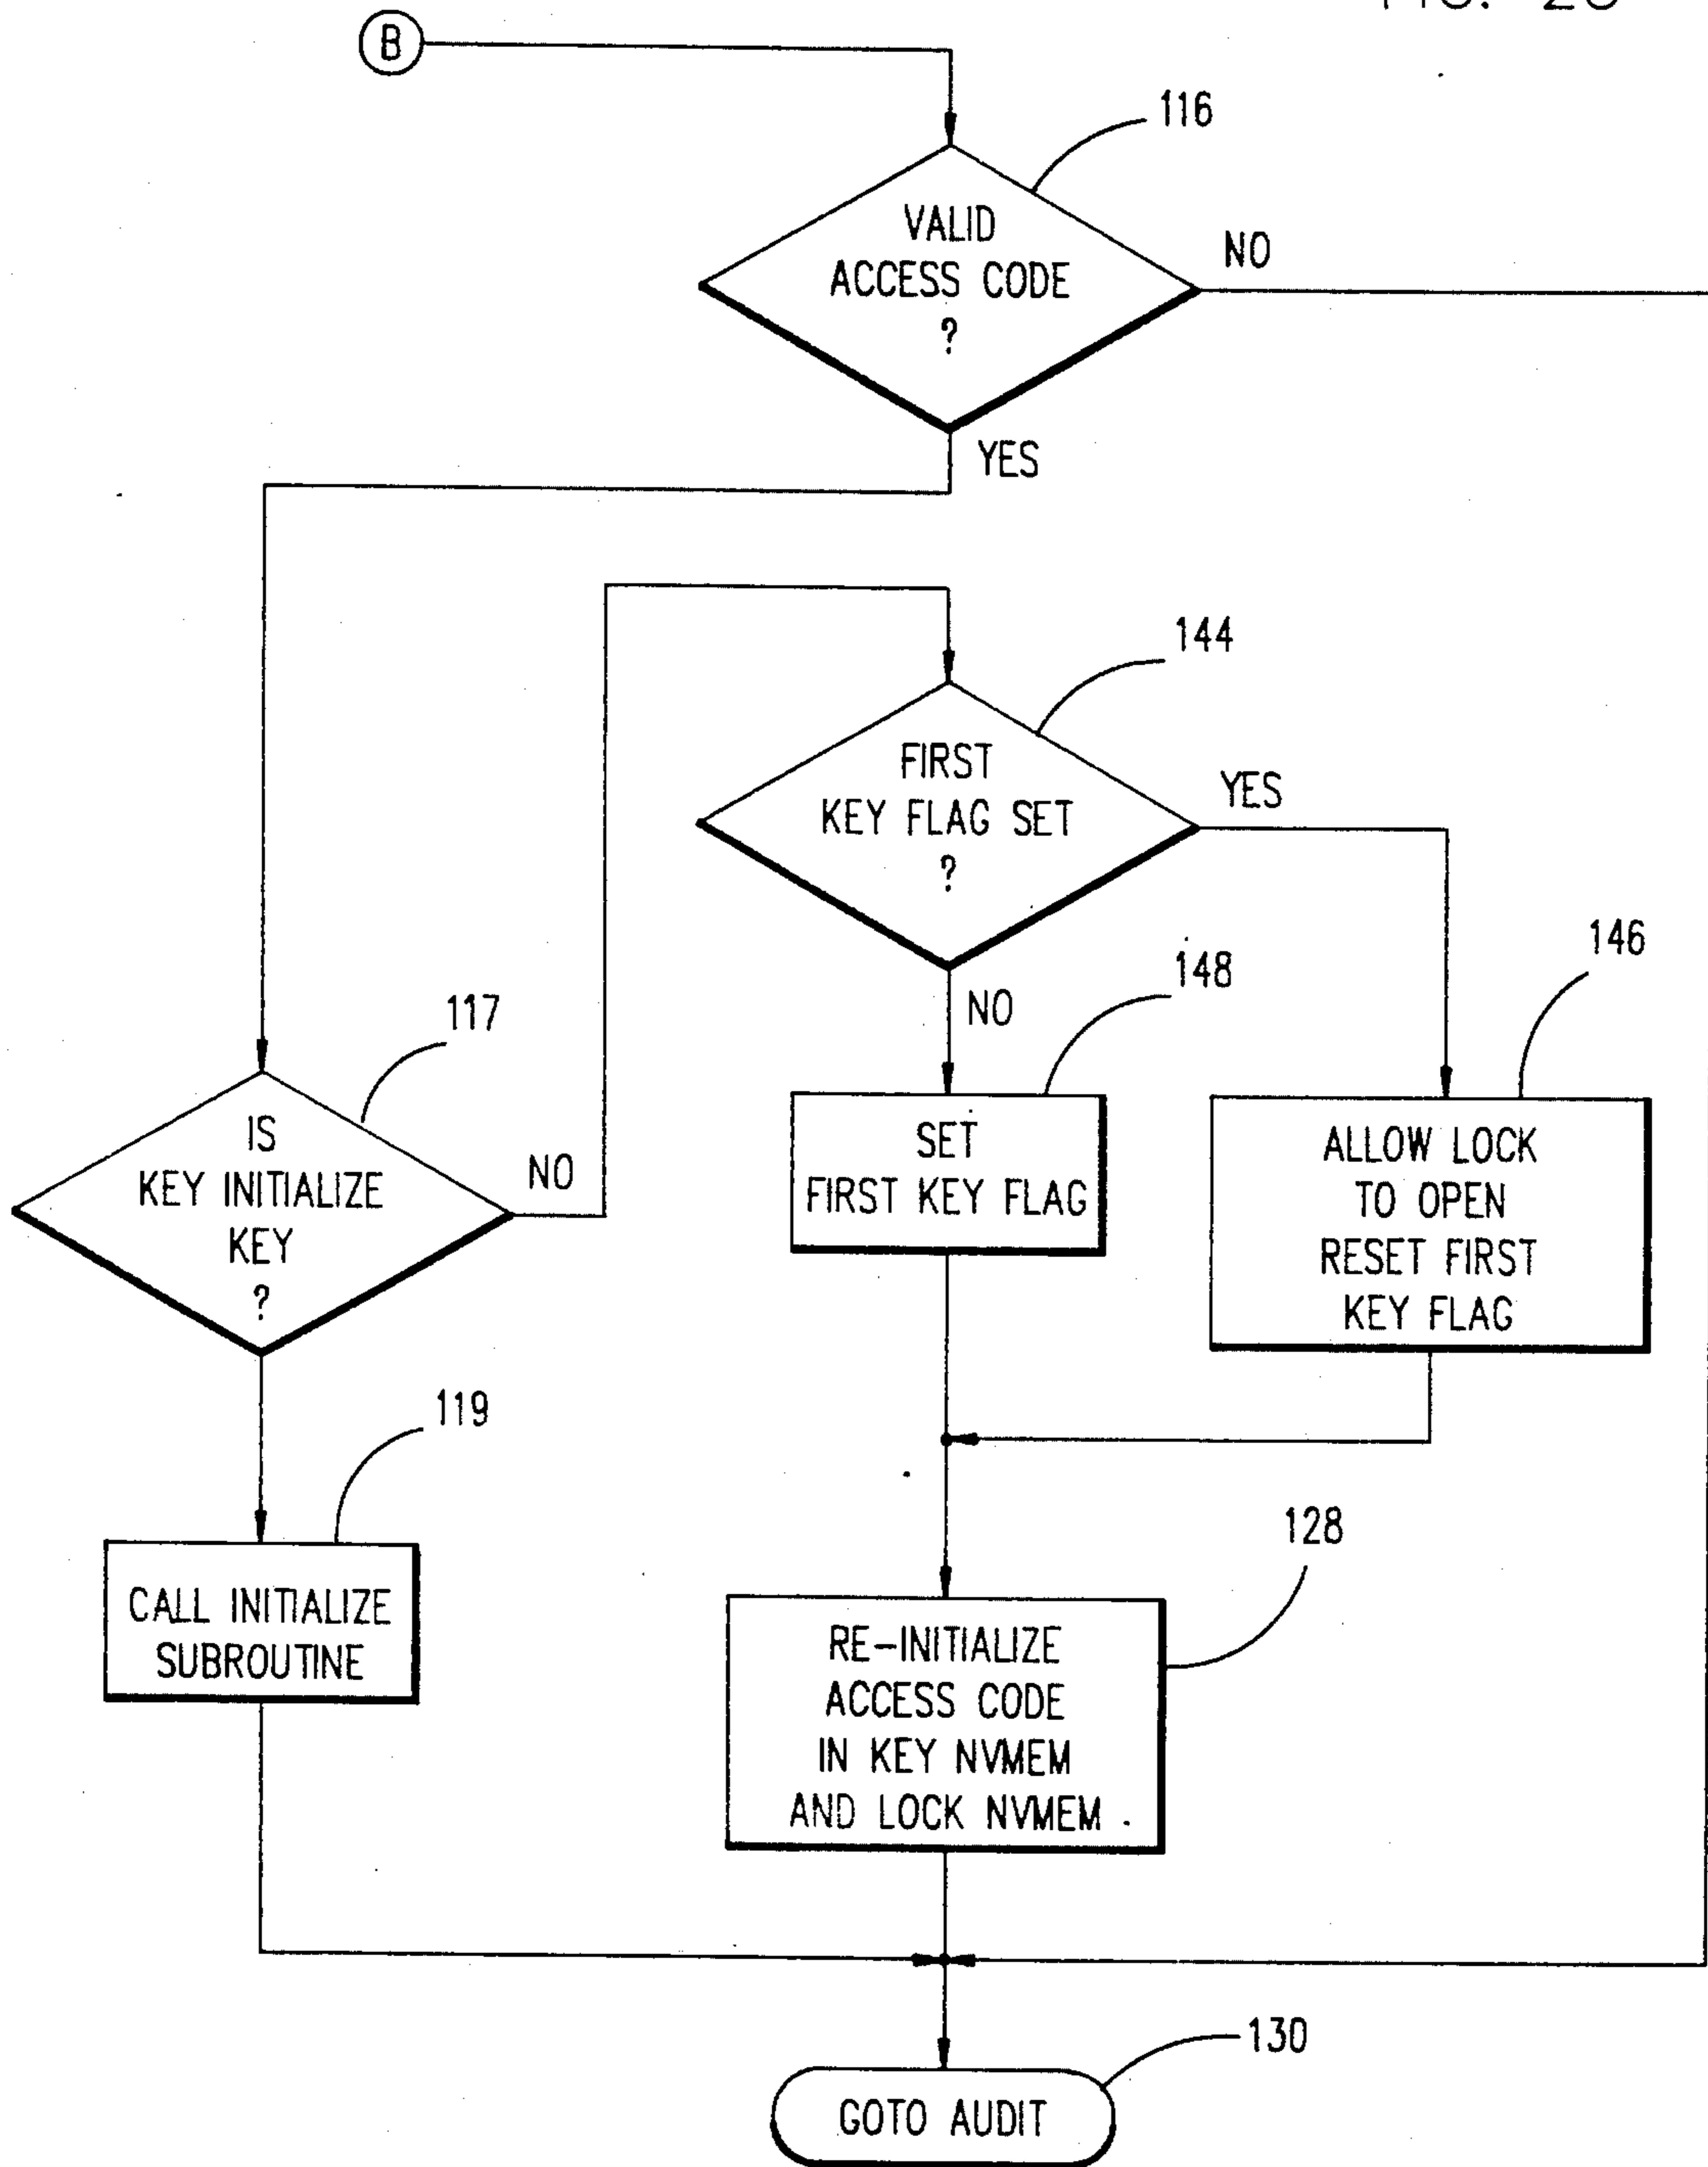 B
116
VALID
ACCESS CODE
?
NO
YES
144
FIRST
KEY FLAG SET
?
YES
NO
148
146
117
IS
KEY INITIALIZE
KEY
?
NO
SET
FIRST KEY FLAG
ALLOW LOCK
TO OPEN
RESET FIRST
KEY FLAG
119
CALL INITIALIZE
SUBROUTINE
128
RE-INITIALIZE
ACCESS CODE
IN KEY NVMEM
AND LOCK NVMEM
130
GOTO AUDIT